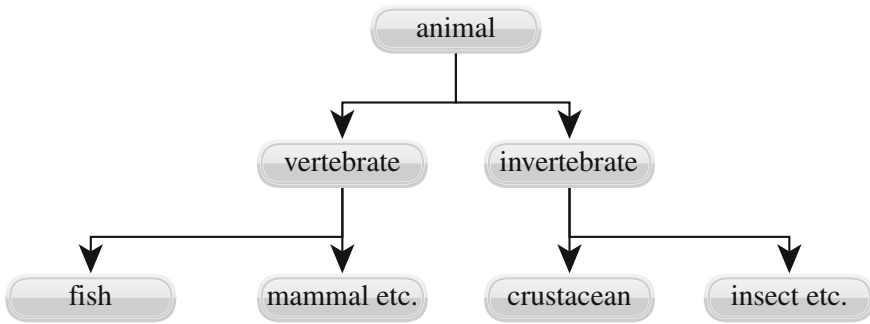 animal
vertebrate
invertebrate
fish
mammal etc.
crustacean
insect etc.